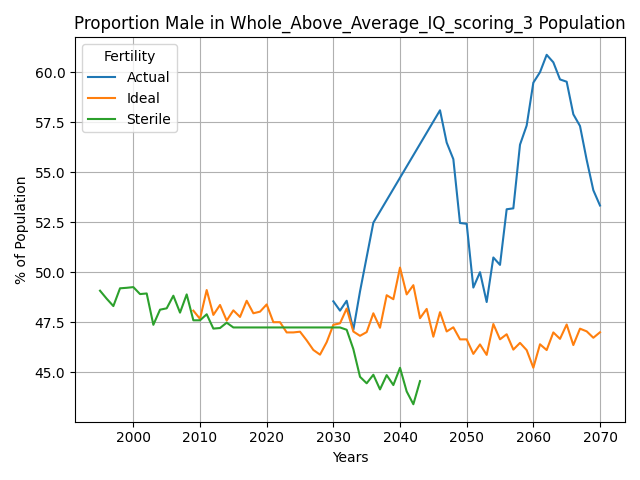 Proportion Male in Whole_Above_Average_IQ_scoring_3 Population
Fertility
Actual
Ideal
Sterile
60.0
57.5
55.0
52.5
50.0
47.5
45.0
% of Population
2000 2010 2020 2030 2040 2050 2060 2070
Years